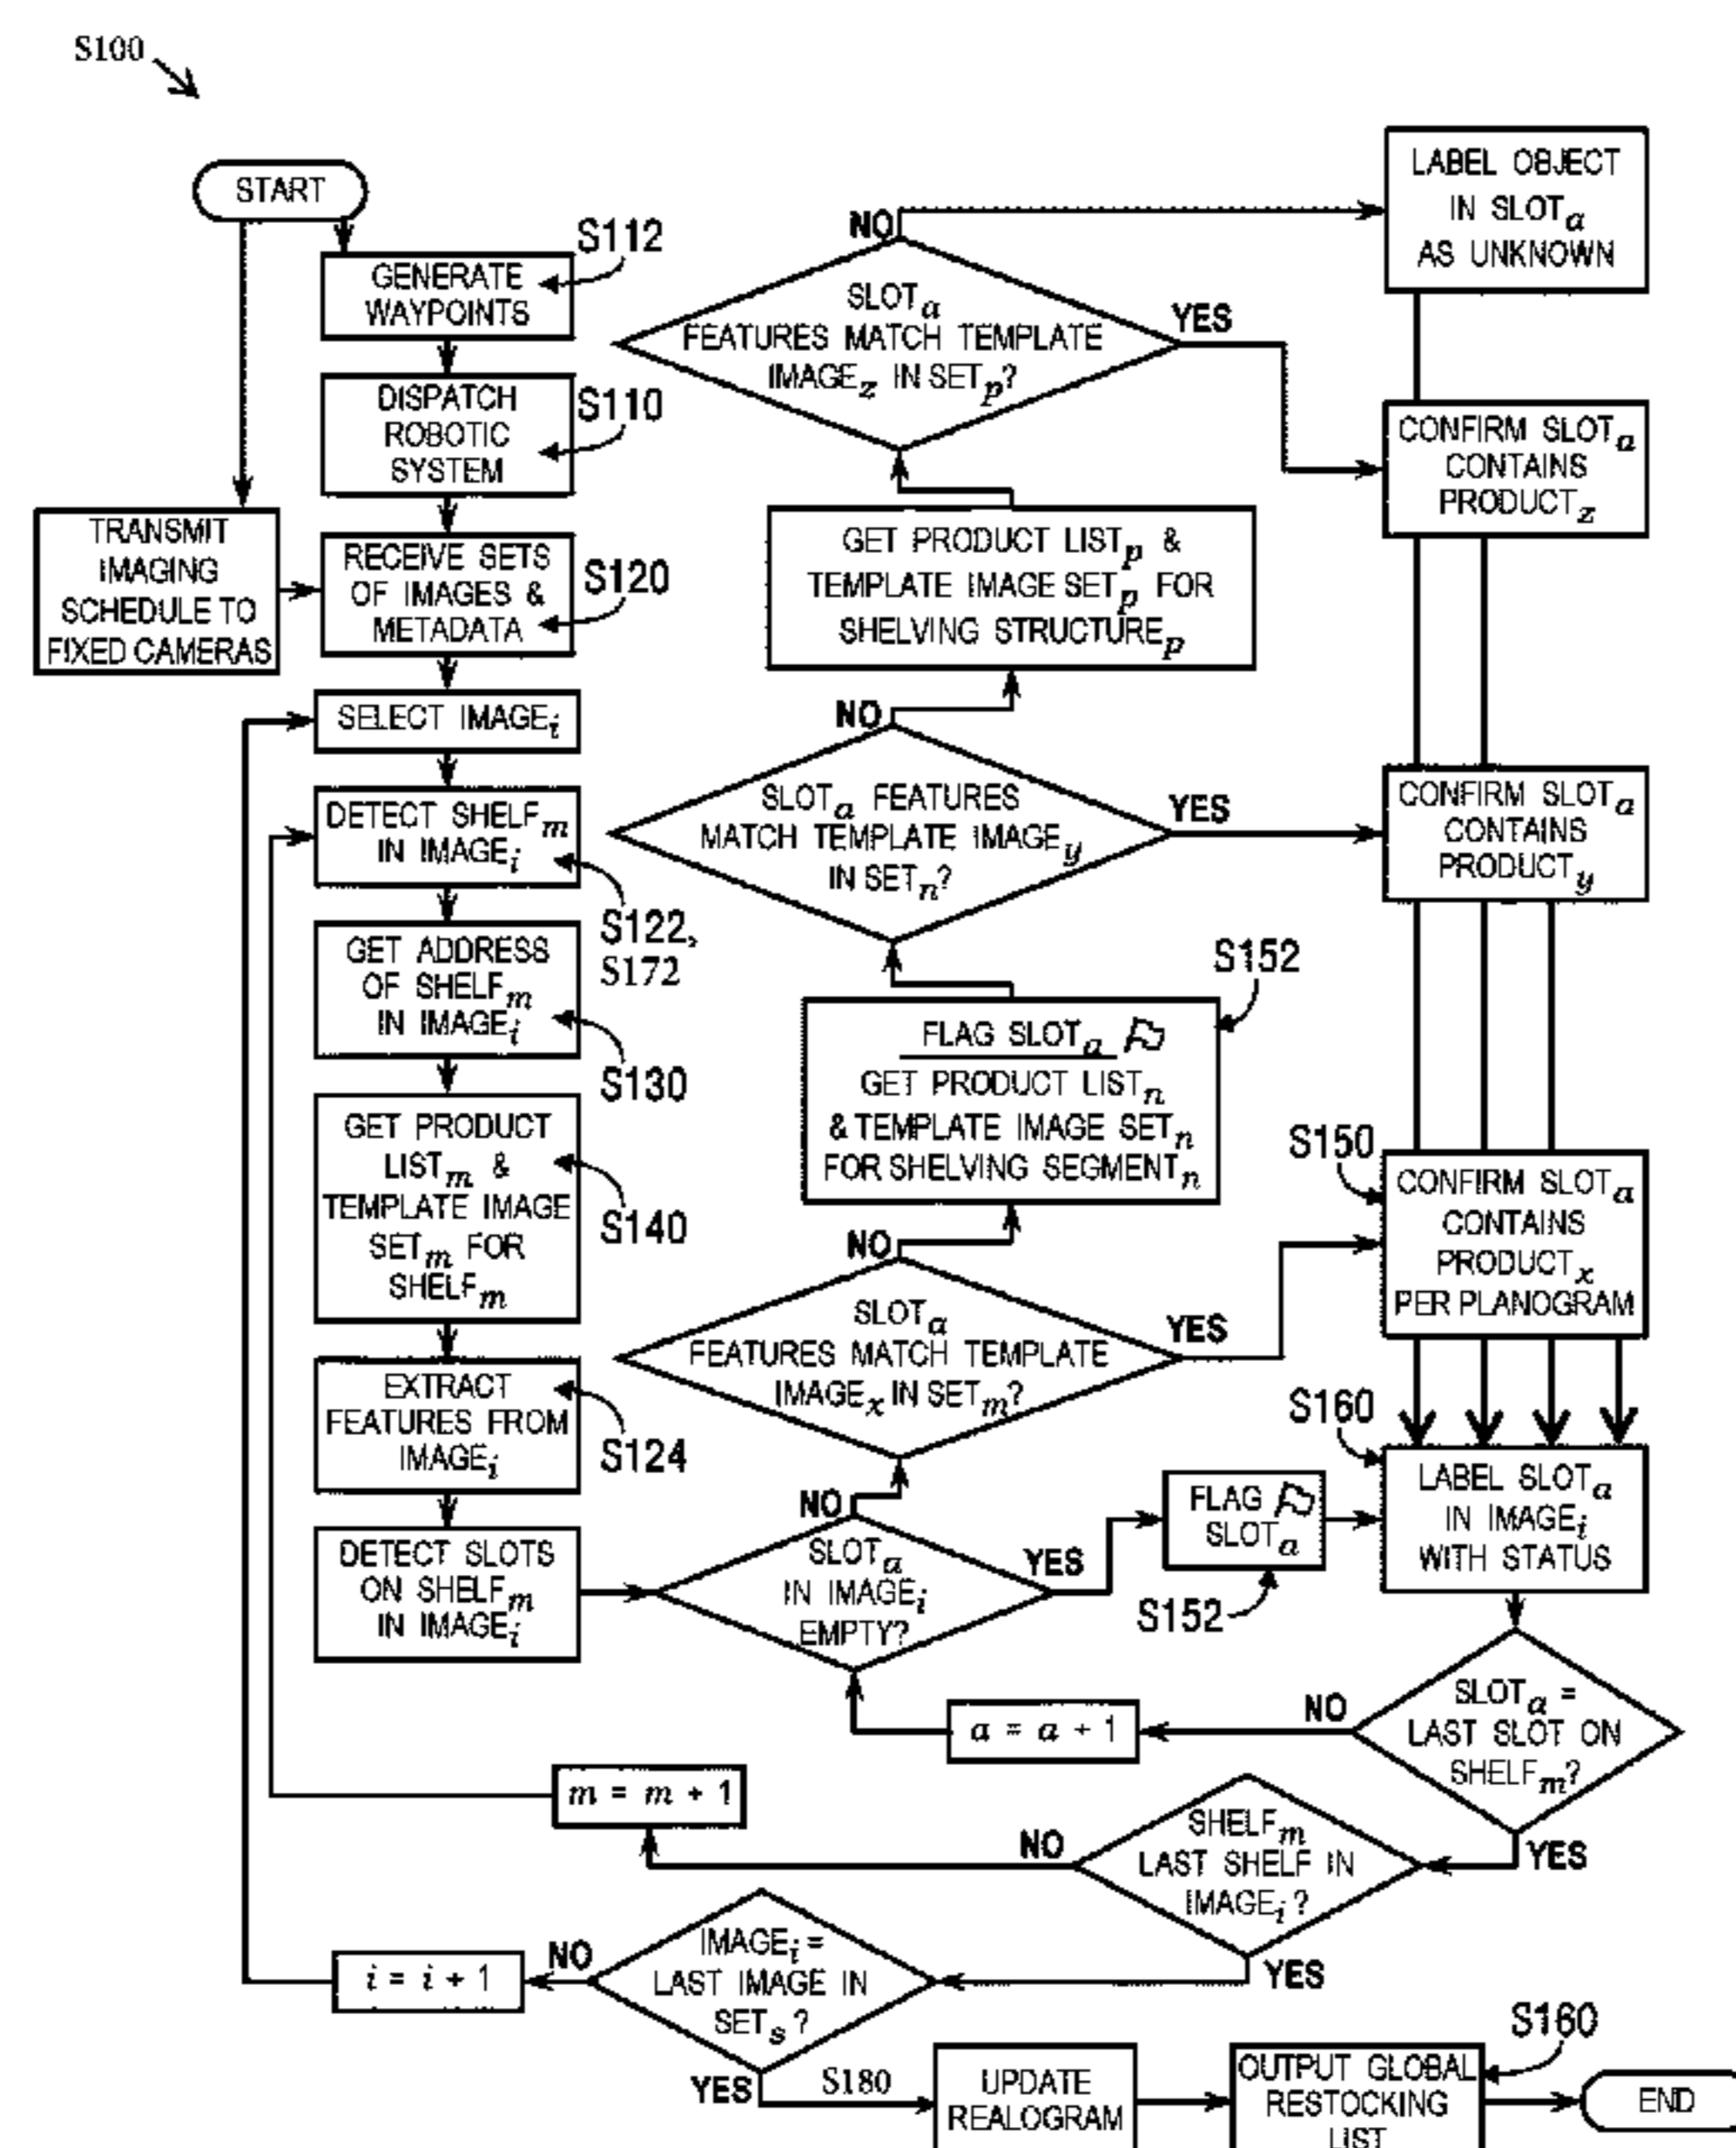 S100
START
S112
GENERATE
WAYPOINTS
DISPATCH
ROBOTIC
SYSTEM
S110
TRANSMIT
IMAGING
SCHEDULE TO
FIXED CAMERAS
RECEIVE SETS
OF IMAGES &
METADATA
S120
SELECT IMAGEi
DETECT SHELFm
IN IMAGEi
S122,
S172
GET ADDRESS
OF SHELFm
IN IMAGEi
S130
GET PRODUCT
LISTm &
TEMPLATE IMAGE
SETm FOR
SHELFm
S140
EXTRACT
FEATURES FROM
IMAGEi
S124
DETECT SLOTS
ON SHELFm
IN IMAGEi
NO
SLOTa
FEATURES MATCH TEMPLATE
IMAGEz IN SETp?
YES
LABEL OBJECT
IN SLOTa
AS UNKNOWN
CONFIRM SLOTa
CONTAINS
PRODUCTz
GET PRODUCT LISTp &
TEMPLATE IMAGE SETp FOR
SHELVING STRUCTUREp
NO
SLOTa FEATURES
MATCH TEMPLATE IMAGEy
IN SETn?
YES
CONFIRM SLOTa
CONTAINS
PRODUCTy
S152
FLAG SLOTa
GET PRODUCT LISTn
& TEMPLATE IMAGE SETn
FOR SHELVING SEGMENTn
NO
SLOTa
FEATURES MATCH TEMPLATE
IMAGEx IN SETm?
YES
S150
CONFIRM SLOTa
CONTAINS
PRODUCTx
PER PLANOGRAM
NO
SLOTa
IN IMAGEi
EMPTY?
YES
FLAG
SLOTa
S152
S160
LABEL SLOTa
IN IMAGEi
WITH STATUS
SLOTa =
LAST SLOT ON
SHELFm?
NO
YES
a = a + 1
m = m + 1
NO
SHELFm
LAST SHELF IN
IMAGEi?
YES
i = i + 1
NO
IMAGEi =
LAST IMAGE IN
SETs?
YES
S180
UPDATE
REALOGRAM
S160
OUTPUT GLOBAL
RESTOCKING
LIST
END